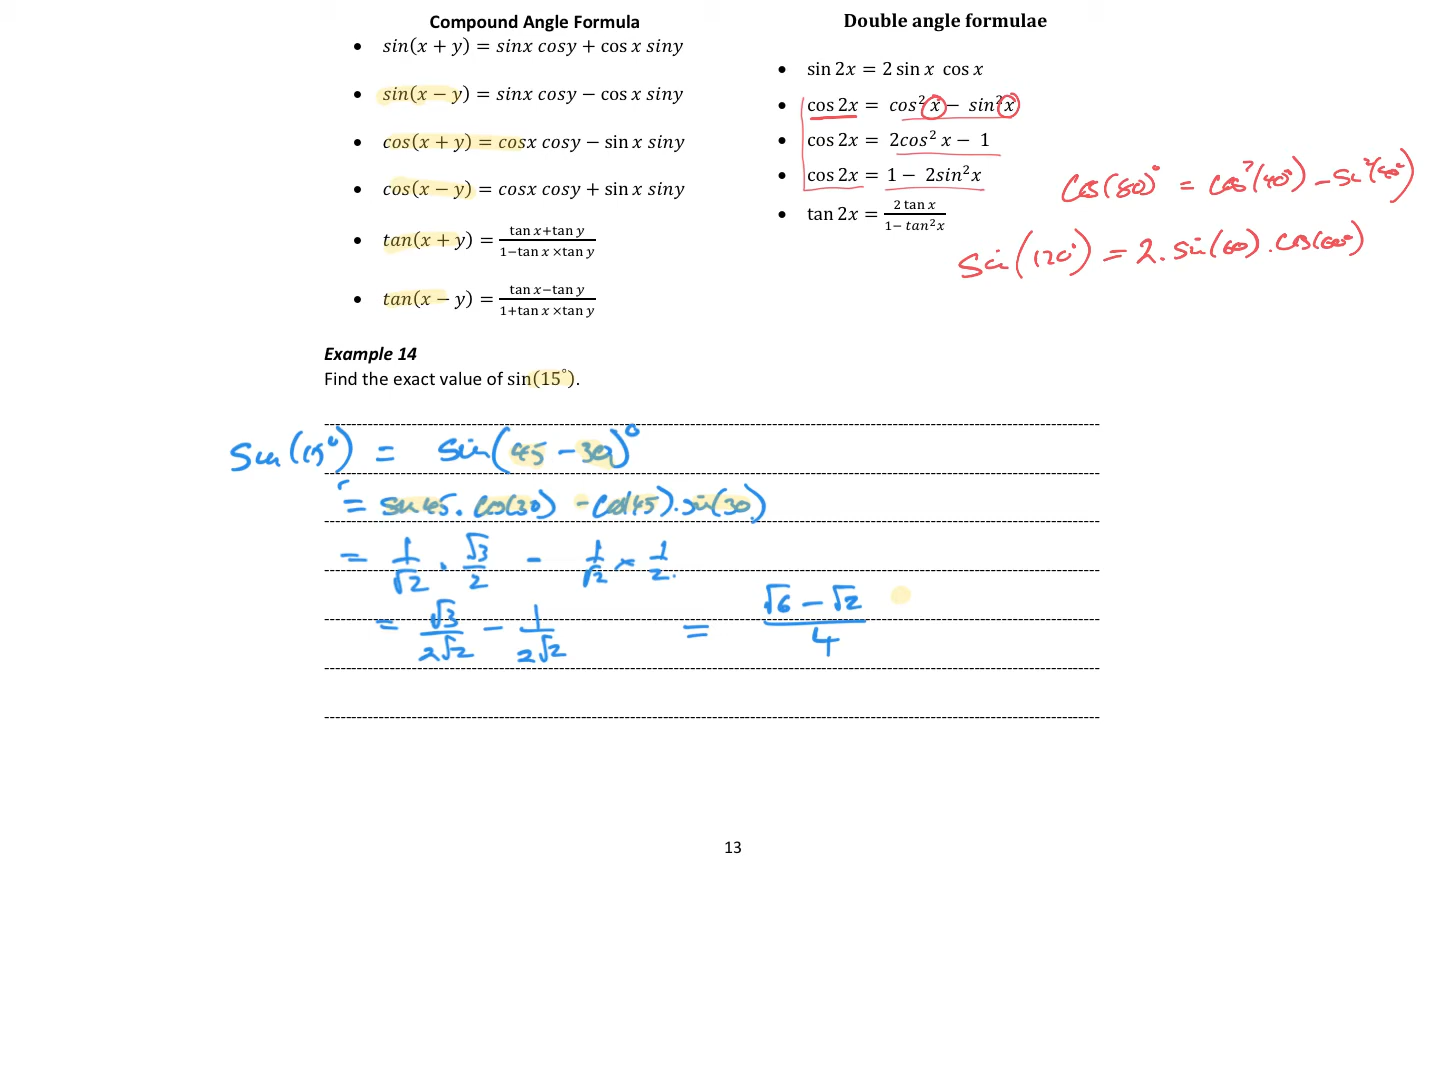 Compound Angle Formula
• sin(x + y) = sinx cosy + cos x siny
• sin(x − y) = sinx cosy − cos x siny
• cos(x + y) = cosx cosy − sin x siny
• cos(x − y) = cosx cosy + sin x siny
• tan(x + y) = (tan x+tan y)/(1−tan x ×tan y)
• tan(x − y) = (tan x−tan y)/(1+tan x ×tan y)
Double angle formulae
• sin 2x = 2 sin x cos x
• cos 2x = cos² x − sin² x
• cos 2x = 2cos² x − 1
• cos 2x = 1 − 2sin²x
• tan 2x = (2 tan x)/(1− tan²x)
cos(80)° = cos²(40°) − sin²(40°)
sin(120°) = 2. sin(60). cos(60°)
Example 14
Find the exact value of sin(15°).
Sin(15°) = sin(45 − 30)°
= sin 45. cos(30) − cos(45). sin(30)
= 1/√2 . √3/2 − 1/√2 × 1/2.
= √3/2√2 − 1/2√2 = (√6 − √2)/4
13